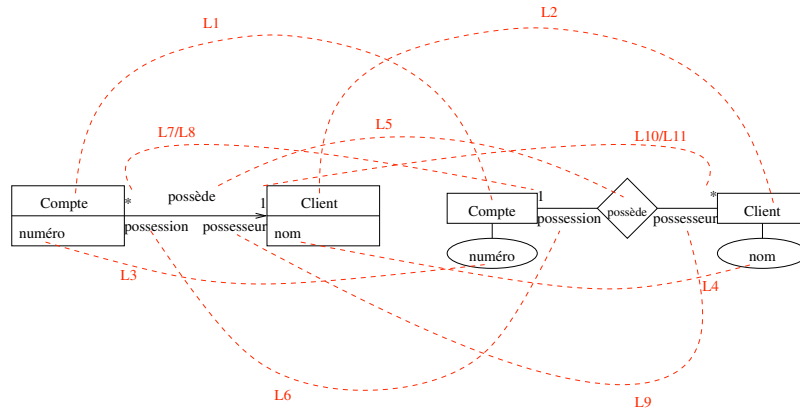 L1
L2
L7/L8
L5
L10/L11
Compte
*
possède
1
Client
1
possède
*
numéro
possession
possesseur
nom
Compte
possession
possesseur
Client
L3
numéro
L4
nom
L6
L9